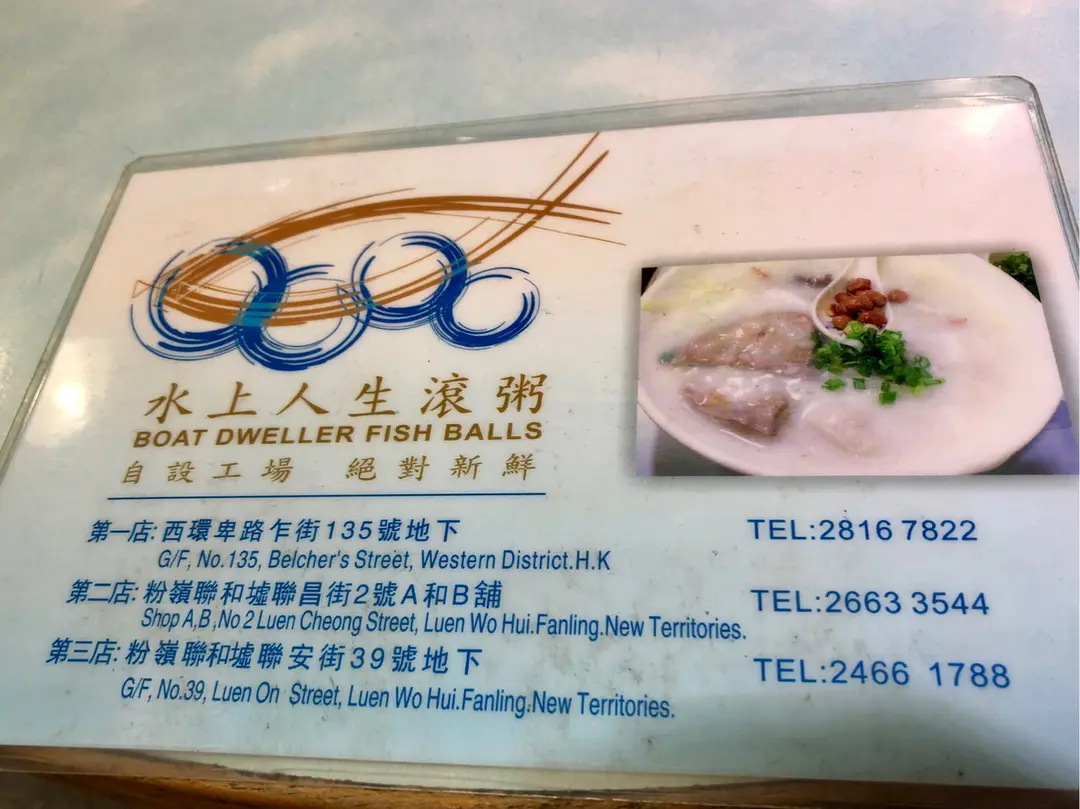 水上人生滾粥
BOAT DWELLER FISH BALLS
自設工場 絕對新鮮
第一店: 西環卑路乍街135號地下 TEL:2816 7822
G/F, No.135, Belcher's Street, Western District.H.K
第二店: 粉嶺聯和墟聯昌街2號A和B舖 TEL:2663 3544
Shop A,B,No 2 Luen Cheong Street, Luen Wo Hui.Fanling.New Territories.
第三店: 粉嶺聯和墟聯安街39號地下 TEL:2466 1788
G/F, No.39, Luen On Street, Luen Wo Hui.Fanling.New Territories.